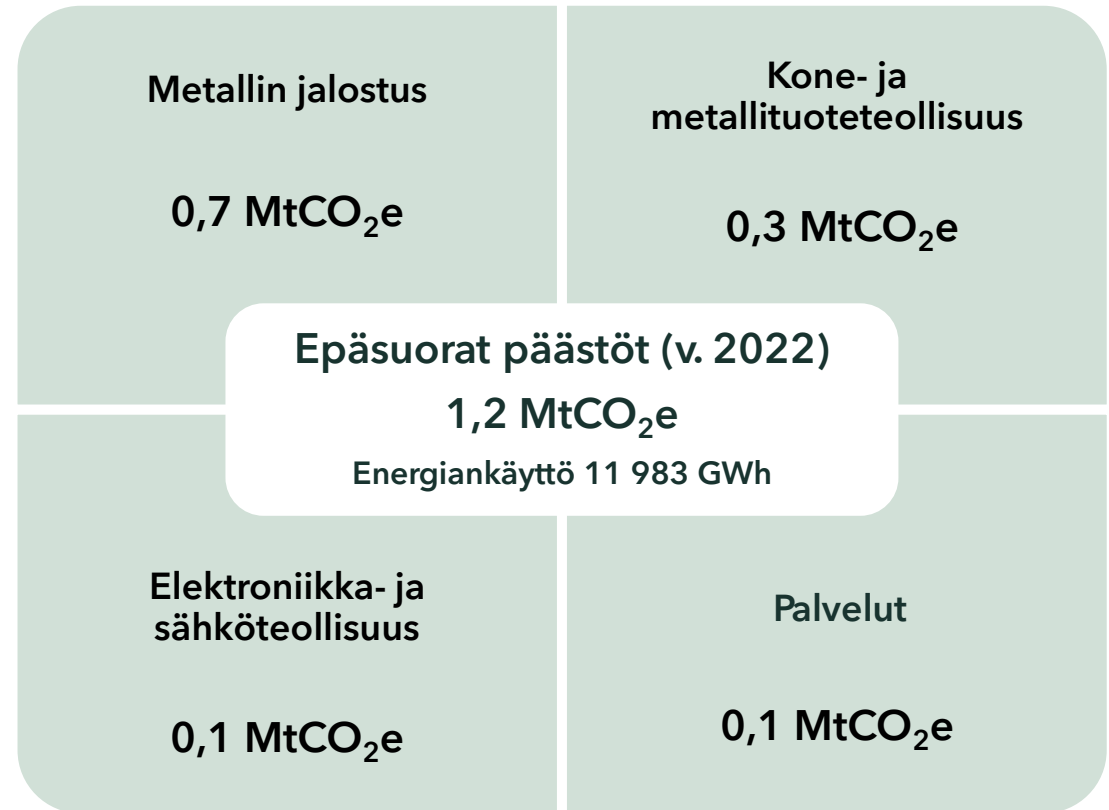 Metallin jalostus
0,7 MtCO₂e
Kone- ja
metallituoteteollisuus
0,3 MtCO₂e
Epäsuorat päästöt (v. 2022)
1,2 MtCO₂e
Energiankäyttö 11 983 GWh
Elektroniikka- ja
sähköteollisuus
0,1 MtCO₂e
Palvelut
0,1 MtCO₂e